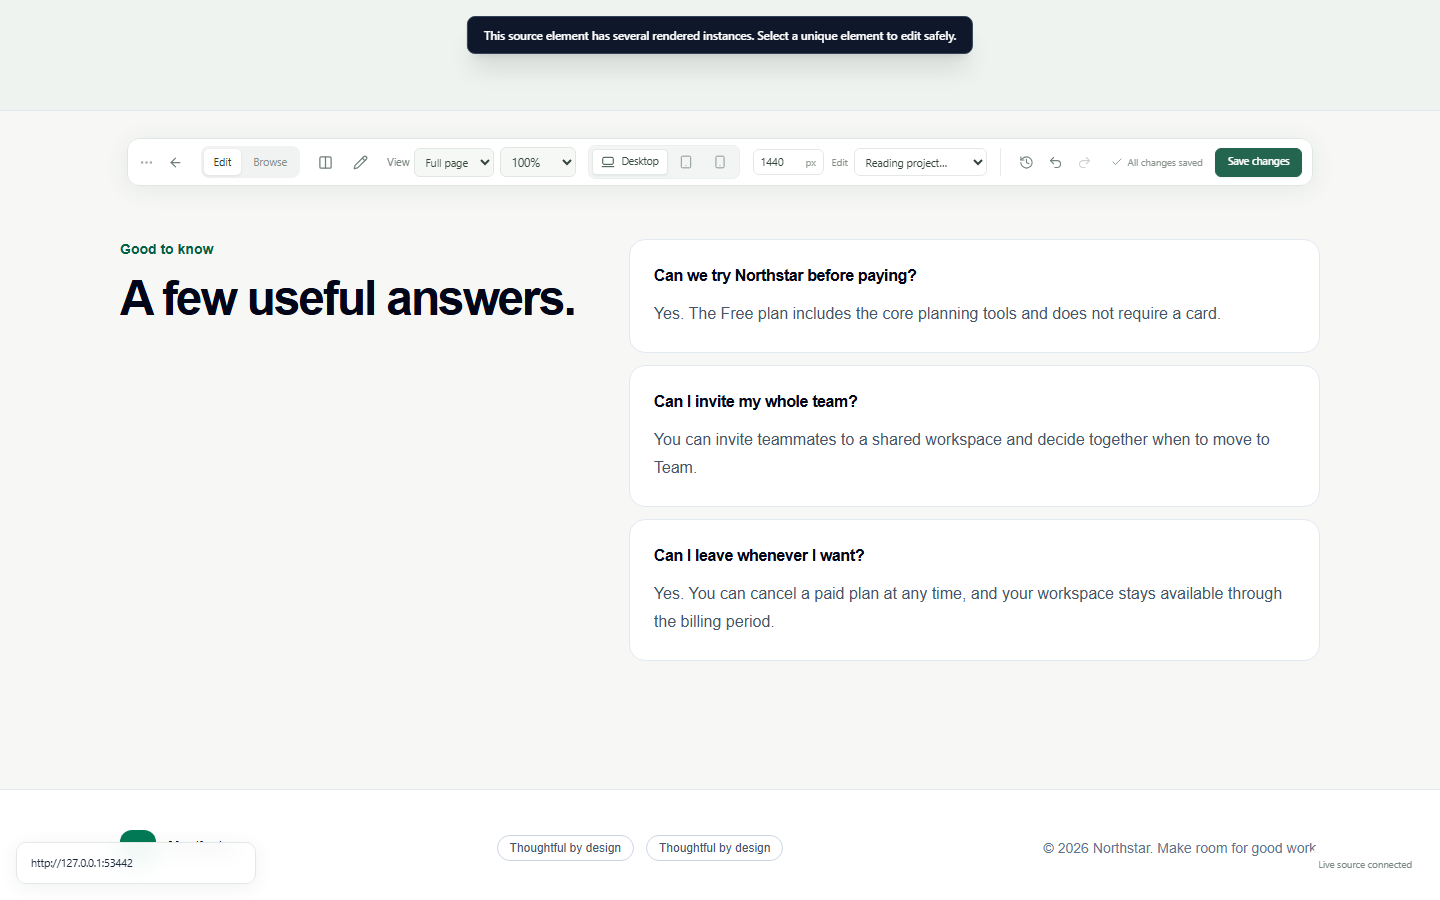 This source element has several rendered instances. Select a unique element to edit safely.
Edit Browse View Full page 100% Desktop 1440 px Edit Reading project... All changes saved Save changes
Good to know
A few useful answers.
Can we try Northstar before paying?
Yes. The Free plan includes the core planning tools and does not require a card.
Can I invite my whole team?
You can invite teammates to a shared workspace and decide together when to move to
Team.
Can I leave whenever I want?
Yes. You can cancel a paid plan at any time, and your workspace stays available through
the billing period.
Thoughtful by design
Thoughtful by design
© 2026 Northstar. Make room for good work
http://127.0.0.1:53442
Live source connected